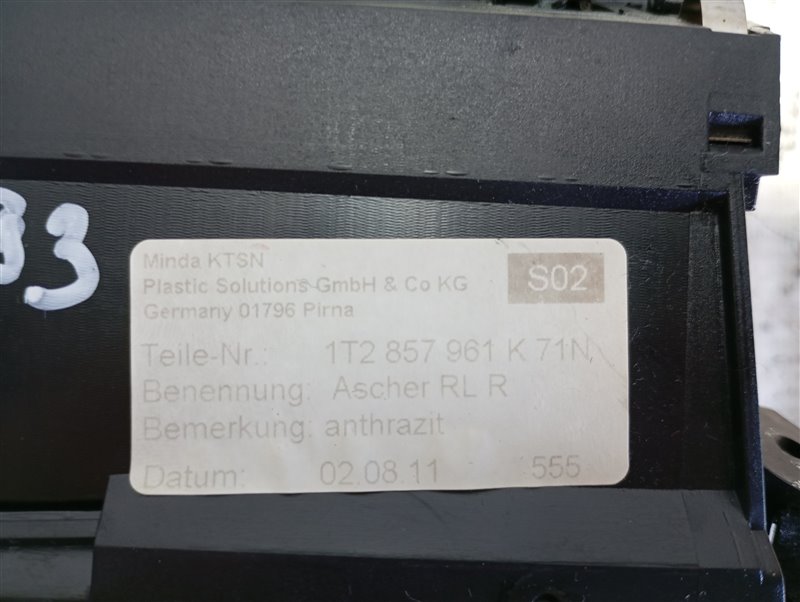 33
Minda KTSN
Plastic Solutions GmbH & Co KG
Germany 01796 Pirna
S02
Teile-Nr.: 1T2 857 961 K 71N
Benennung: Ascher RL R
Bemerkung: anthrazit
Datum: 02.08.11 555